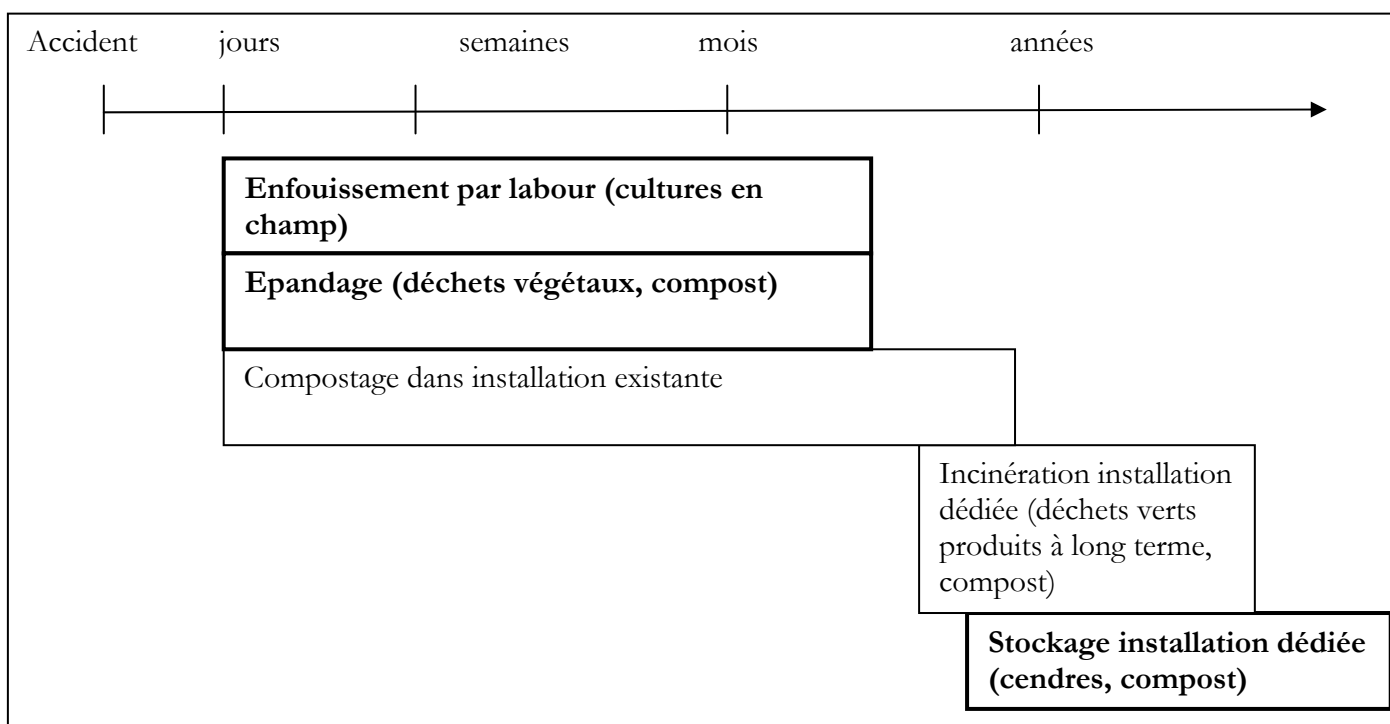 Accident jours semaines mois années
Enfouissement par labour (cultures en
champ)
Epandage (déchets végétaux, compost)
Compostage dans installation existante
Incinération installation
dédiée (déchets verts
produits à long terme,
compost)
Stockage installation dédiée
(cendres, compost)